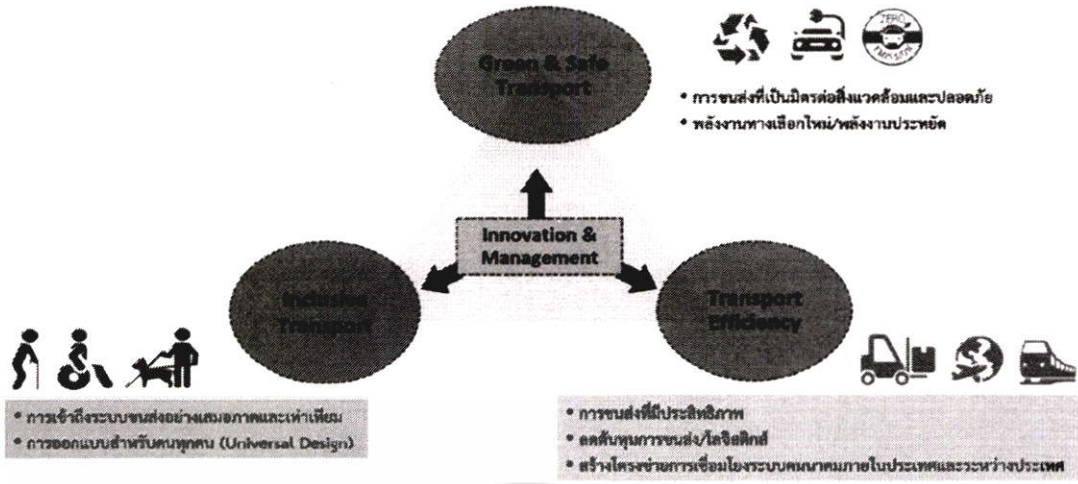 Green & Safe
Transport
ZERO
EMISSION
• การขนส่งที่เป็นมิตรต่อสิ่งแวดล้อมและปลอดภัย
• พลังงานทางเลือกใหม่/พลังงานประหยัด
Innovation &
Management
Inclusive
Transport
Transport
Efficiency
• การเข้าถึงระบบขนส่งอย่างเสมอภาคและเท่าเทียม
• การออกแบบสำหรับคนทุกคน (Universal Design)
• การขนส่งที่มีประสิทธิภาพ
• ลดต้นทุนการขนส่ง/โลจิสติกส์
• สร้างโครงข่ายการเชื่อมโยงระบบคมนาคมภายในประเทศและระหว่างประเทศ